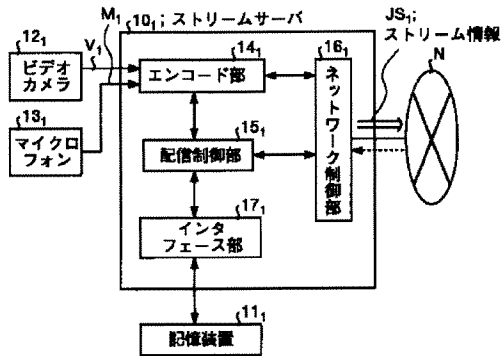 M₁
10₁;ストリームサーバ
JS₁;
ストリーム情報
12₁
V₁
14₁
16₁
N
ビデオ
カメラ
エンコード部
ネットワーク制御部
13₁
マイクロ
フォン
15₁
配信制御部
17₁
インタ
フェース部
11₁
記憶装置